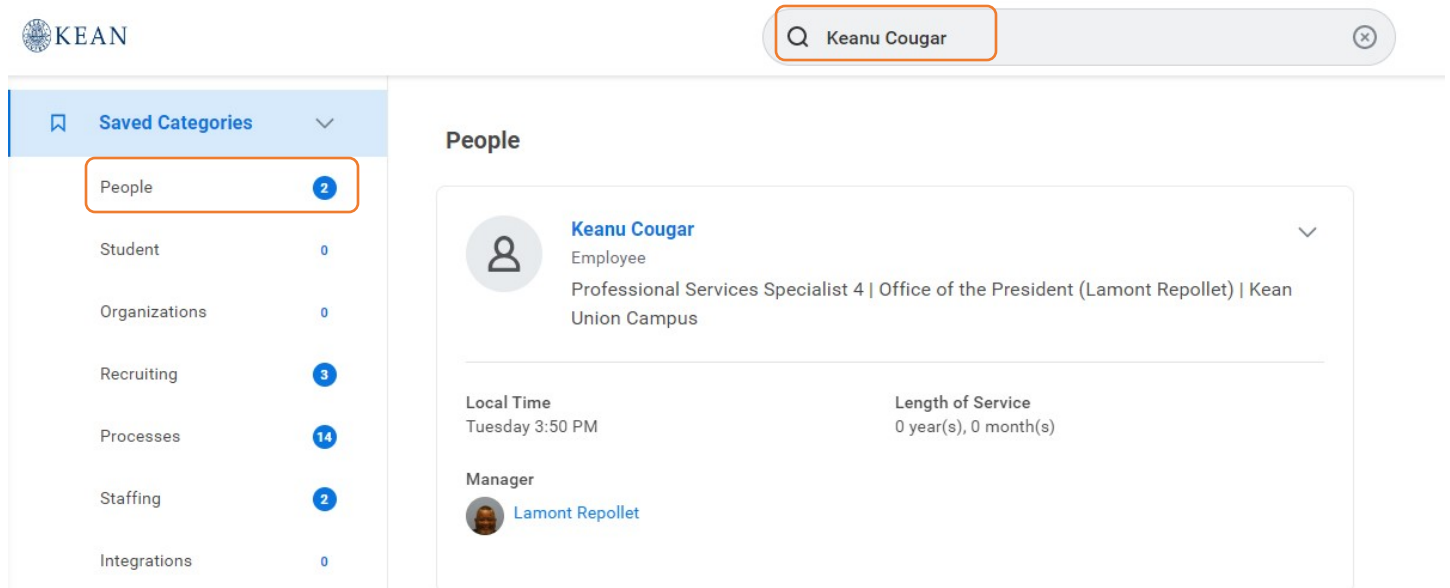 KEAN
Keanu Cougar
Saved Categories
People 2
Student 0
Organizations 0
Recruiting 3
Processes 14
Staffing 2
Integrations 0
People
Keanu Cougar
Employee
Professional Services Specialist 4 | Office of the President (Lamont Repollet) | Kean
Union Campus
Local Time
Tuesday 3:50 PM
Length of Service
0 year(s), 0 month(s)
Manager
Lamont Repollet